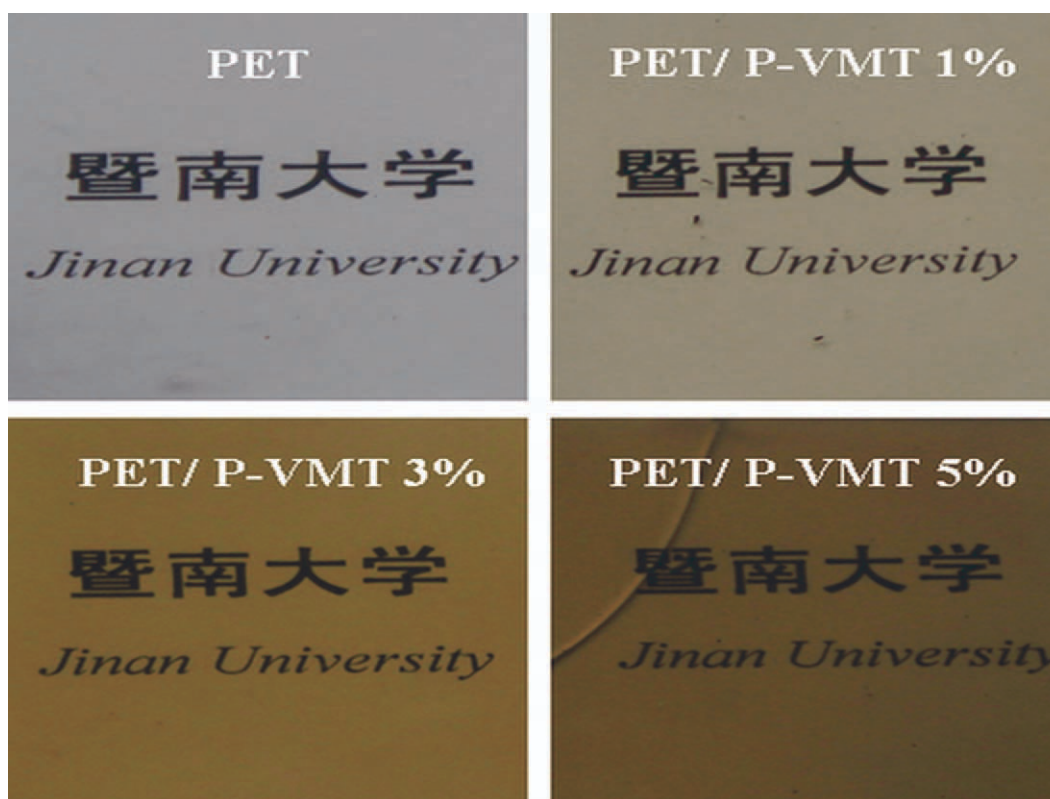 PET
暨南大学
Jinan University
PET/ P-VMT 1%
暨南大学
Jinan University
PET/ P-VMT 3%
暨南大学
Jinan University
PET/ P-VMT 5%
暨南大学
Jinan University